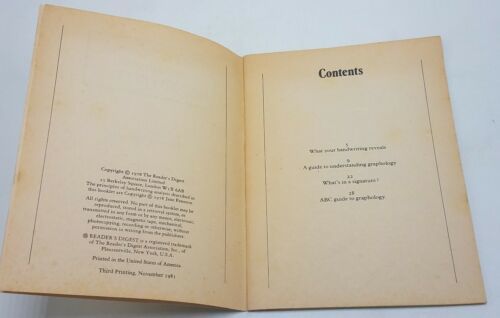 Copyright © 1978 The Reader's Digest
Association Limited
25 Berkeley Square, London W1X 6AB
The principles of handwriting analysis described in
this booklet are Copyright © 1978 Jane Paterson
All rights reserved. No part of this booklet may be
reproduced, stored in a retrieval system, or
transmitted in any form or by any means, electronic,
electrostatic, magnetic tape, mechanical,
photocopying, recording or otherwise, without
permission in writing from the publishers.
® READER'S DIGEST is a registered trademark
of The Reader's Digest Association, Inc., of
Pleasantville, New York, U.S.A.
Printed in the United States of America
Third Printing, November 1981
Contents
5
What your handwriting reveals
9
A guide to understanding graphology
22
What's in a signature?
28
ABC guide to graphology